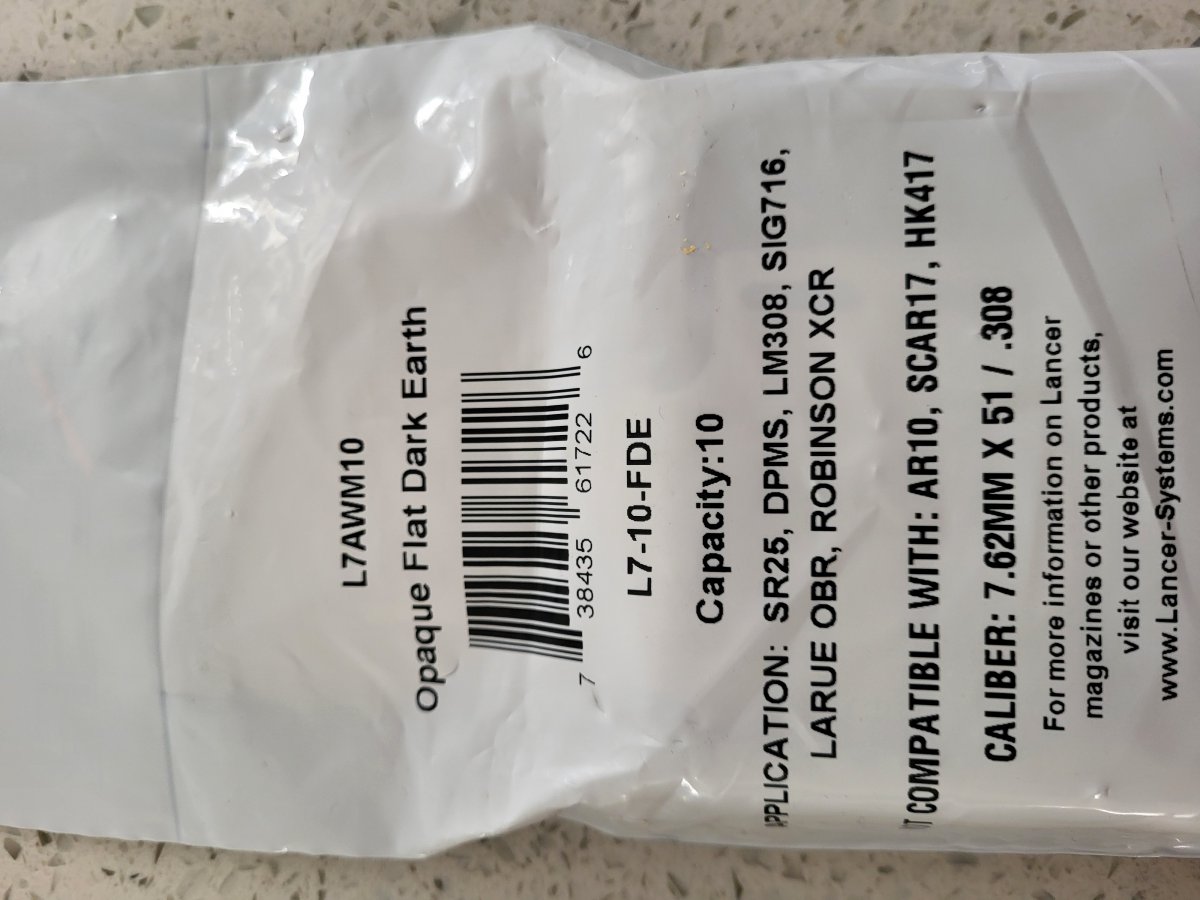 L7AWM10
Opaque Flat Dark Earth
7 38435 61722 6
L7-10-FDE
Capacity:10
APPLICATION: SR25, DPMS, LM308, SIG716,
LARUE OBR, ROBINSON XCR
COMPATIBLE WITH: AR10, SCAR17, HK417
CALIBER: 7.62MM X 51 / .308
For more information on Lancer
magazines or other products,
visit our website at
www.Lancer-Systems.com